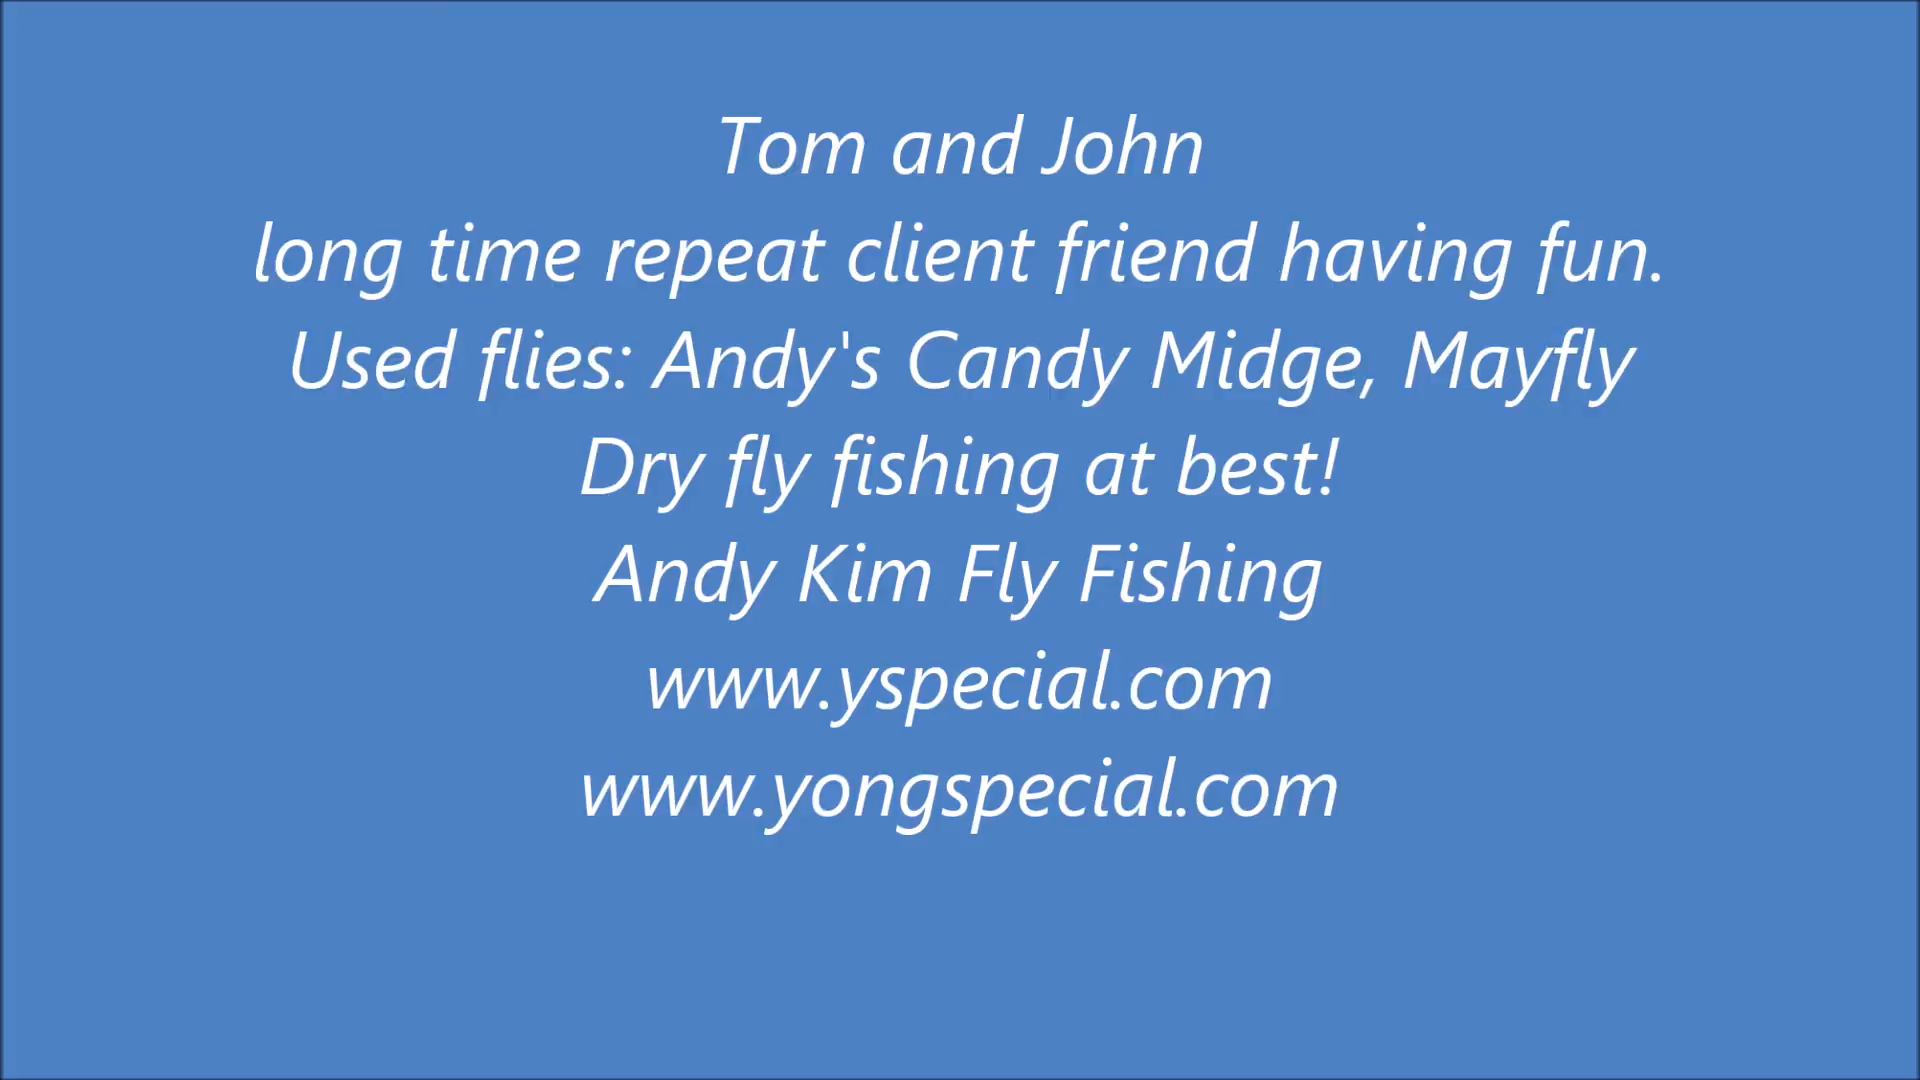 Tom and John
long time repeat client friend having fun.
Used flies: Andy's Candy Midge, Mayfly
Dry fly fishing at best!
Andy Kim Fly Fishing
www.yspecial.com
www.yongspecial.com